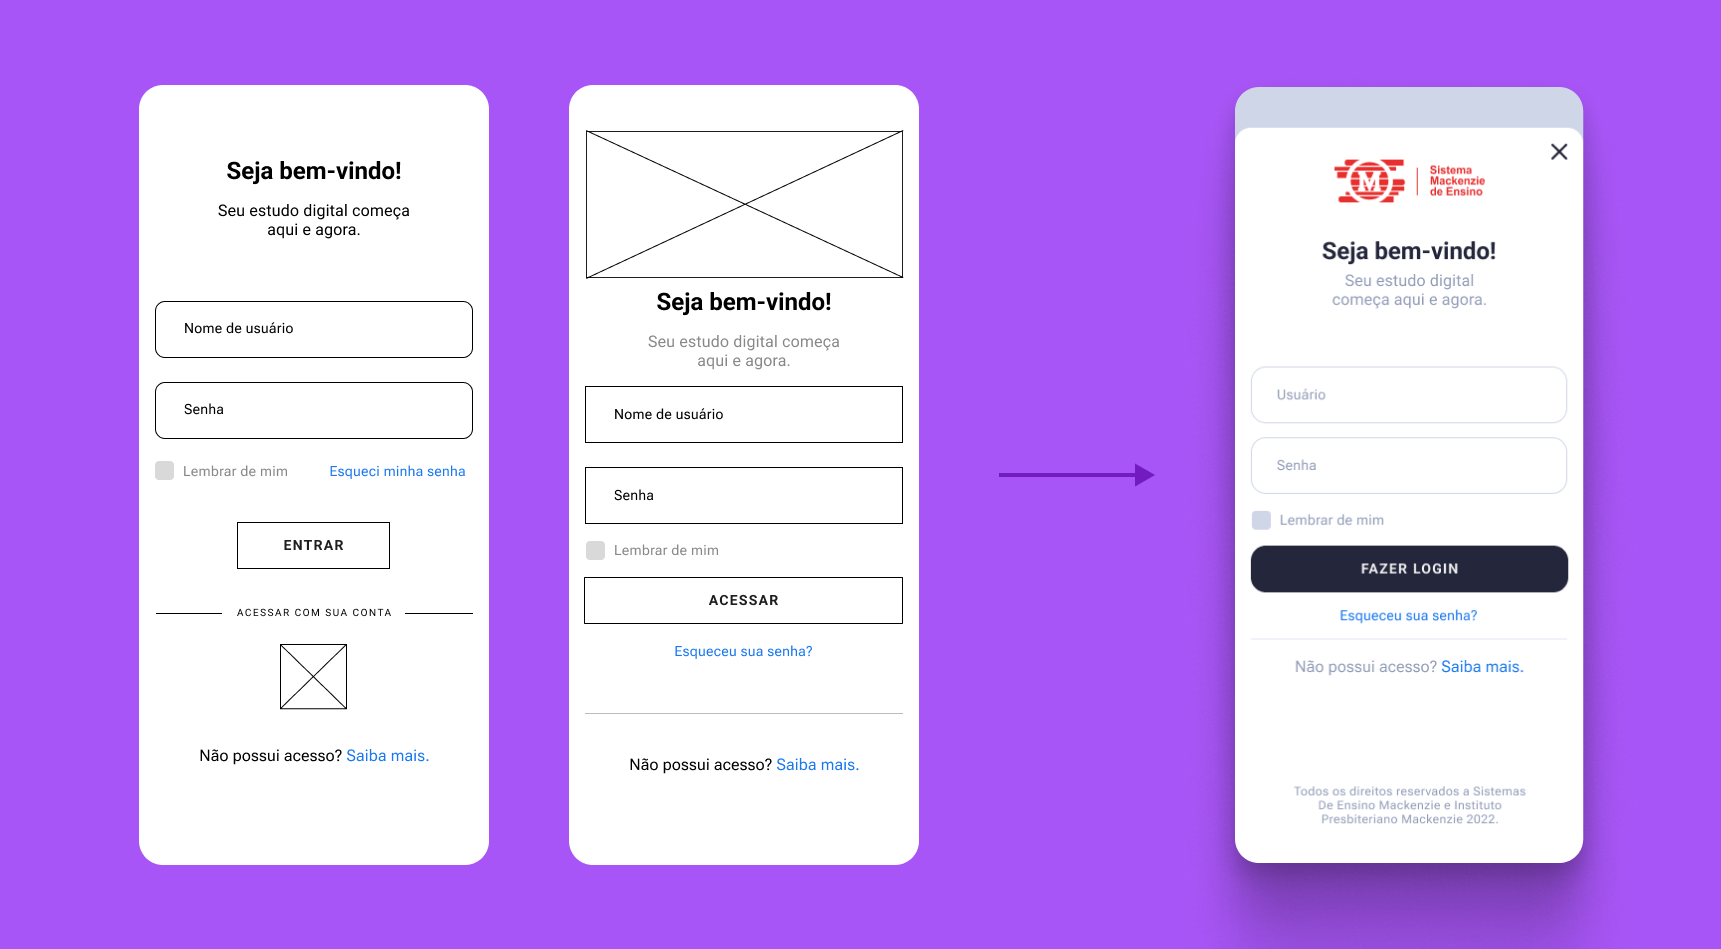 Seja bem-vindo!
Seu estudo digital começa
aqui e agora.
Nome de usuário
Senha
Lembrar de mim
Esqueci minha senha
ENTRAR
ACESSAR COM SUA CONTA
Não possui acesso? Saiba mais.
Seja bem-vindo!
Seu estudo digital começa
aqui e agora.
Nome de usuário
Senha
Lembrar de mim
ACESSAR
Esqueceu sua senha?
Não possui acesso? Saiba mais.
M
Sistema
Mackenzie
de Ensino
Seja bem-vindo!
Seu estudo digital
começa aqui e agora.
Usuário
Senha
Lembrar de mim
FAZER LOGIN
Esqueceu sua senha?
Não possui acesso? Saiba mais.
Todos os direitos reservados a Sistemas
De Ensino Mackenzie e Instituto
Presbiteriano Mackenzie 2022.